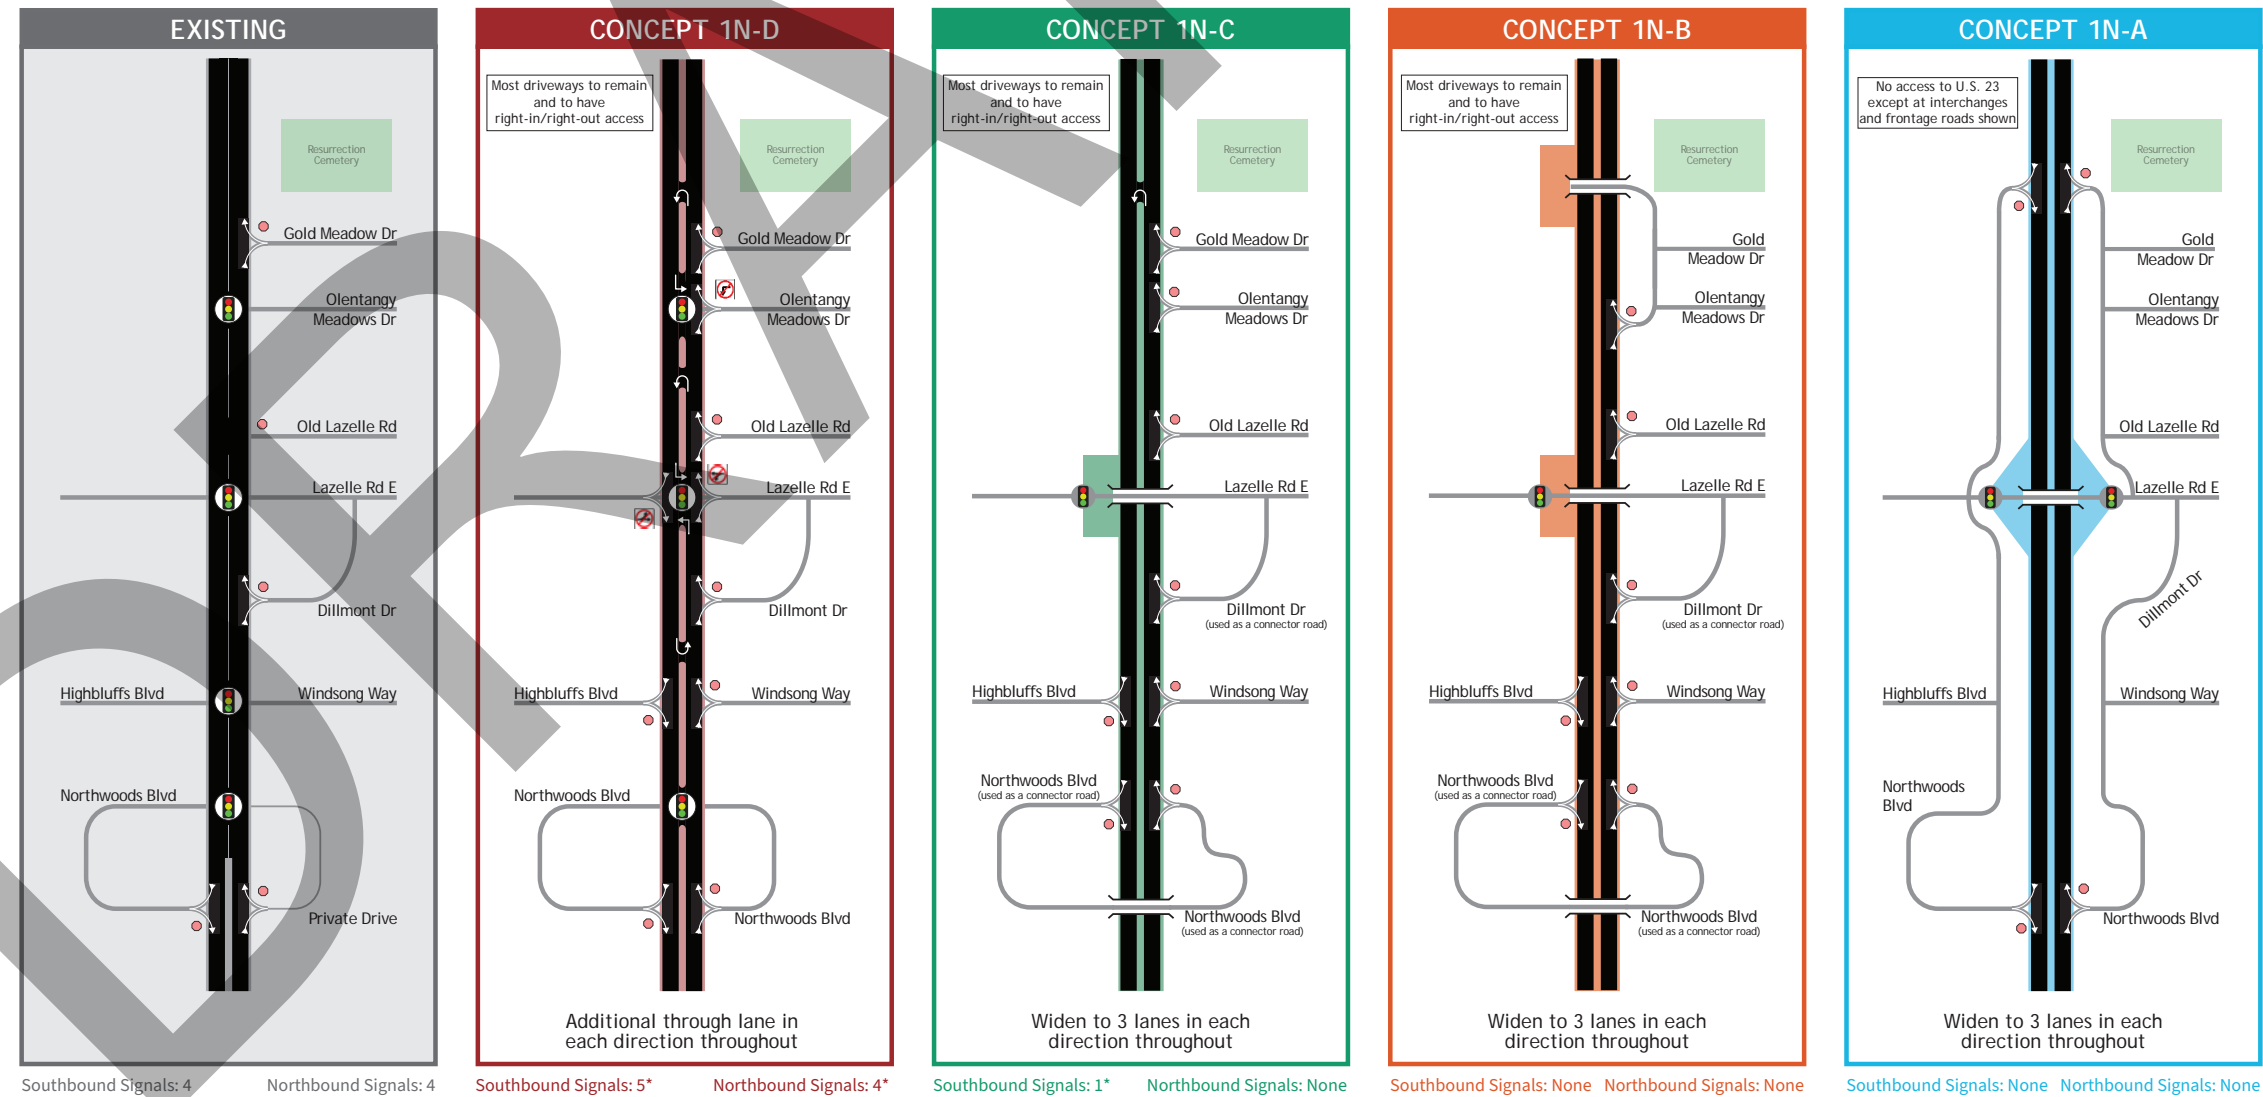 EXISTING
Resurrection
Cemetery
Gold Meadow Dr
Olentangy
Meadows Dr
Old Lazelle Rd
Lazelle Rd E
Dillmont Dr
Highbluffs Blvd
Windsong Way
Northwoods Blvd
Private Drive
Southbound Signals: 4
Northbound Signals: 4
CONCEPT 1N-D
Most driveways to remain
and to have
right-in/right-out access
Resurrection
Cemetery
Gold Meadow Dr
Olentangy
Meadows Dr
Old Lazelle Rd
Lazelle Rd E
Dillmont Dr
Highbluffs Blvd
Windsong Way
Northwoods Blvd
Northwoods Blvd
Additional through lane in
each direction throughout
Southbound Signals: 5*
Northbound Signals: 4*
CONCEPT 1N-C
Most driveways to remain
and to have
right-in/right-out access
Resurrection
Cemetery
Gold Meadow Dr
Olentangy
Meadows Dr
Old Lazelle Rd
Lazelle Rd E
Dillmont Dr
(used as a connector road)
Highbluffs Blvd
Windsong Way
Northwoods Blvd
(used as a connector road)
Northwoods Blvd
(used as a connector road)
Widen to 3 lanes in each
direction throughout
Southbound Signals: 1*
Northbound Signals: None
CONCEPT 1N-B
Most driveways to remain
and to have
right-in/right-out access
Resurrection
Cemetery
Gold
Meadow Dr
Olentangy
Meadows Dr
Old Lazelle Rd
Lazelle Rd E
Dillmont Dr
(used as a connector road)
Highbluffs Blvd
Windsong Way
Northwoods Blvd
(used as a connector road)
Northwoods Blvd
(used as a connector road)
Widen to 3 lanes in each
direction throughout
Southbound Signals: None
Northbound Signals: None
CONCEPT 1N-A
No access to U.S. 23
except at interchanges
and frontage roads shown
Resurrection
Cemetery
Gold
Meadow Dr
Olentangy
Meadows Dr
Old Lazelle Rd
Lazelle Rd E
Dillmont Dr
Highbluffs Blvd
Windsong Way
Northwoods
Blvd
Northwoods Blvd
Widen to 3 lanes in each
direction throughout
Southbound Signals: None
Northbound Signals: None